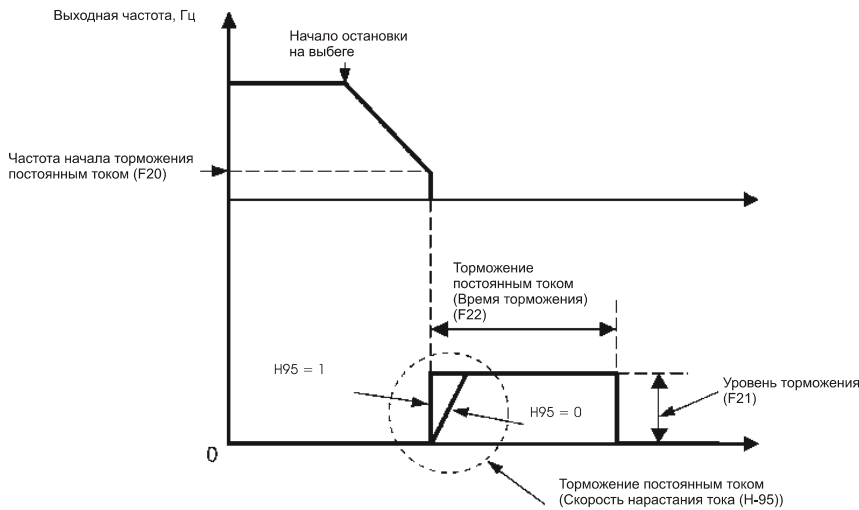 Выходная частота, Гц
Начало остановки
на выбеге
Частота начала торможения
постоянным током (F20)
Торможение
постоянным током
(Время торможения)
(F22)
H95 = 1
H95 = 0
Уровень торможения
(F21)
0
Торможение постоянным током
(Скорость нарастания тока (H-95))